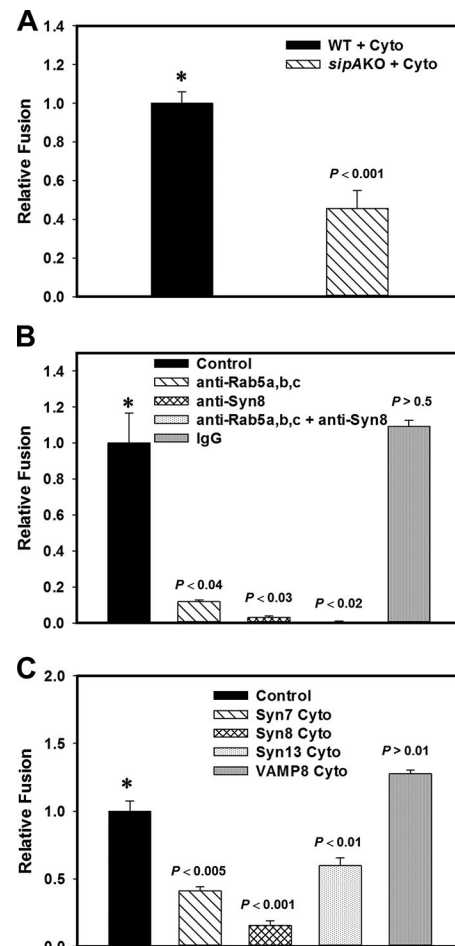 A
1.4
1.2
1.0
0.8
0.6
0.4
0.2
0.0
Relative Fusion
WT + Cyto
sipAKO + Cyto
*
P < 0.001
B
1.4
1.2
1.0
0.8
0.6
0.4
0.2
0.0
Relative Fusion
Control
anti-Rab5a,b,c
anti-Syn8
anti-Rab5a,b,c + anti-Syn8
IgG
*
P < 0.04
P < 0.03
P < 0.02
P > 0.5
C
2.0
1.5
1.0
0.5
0.0
Relative Fusion
Control
Syn7 Cyto
Syn8 Cyto
Syn13 Cyto
VAMP8 Cyto
*
P < 0.005
P < 0.001
P < 0.01
P > 0.01